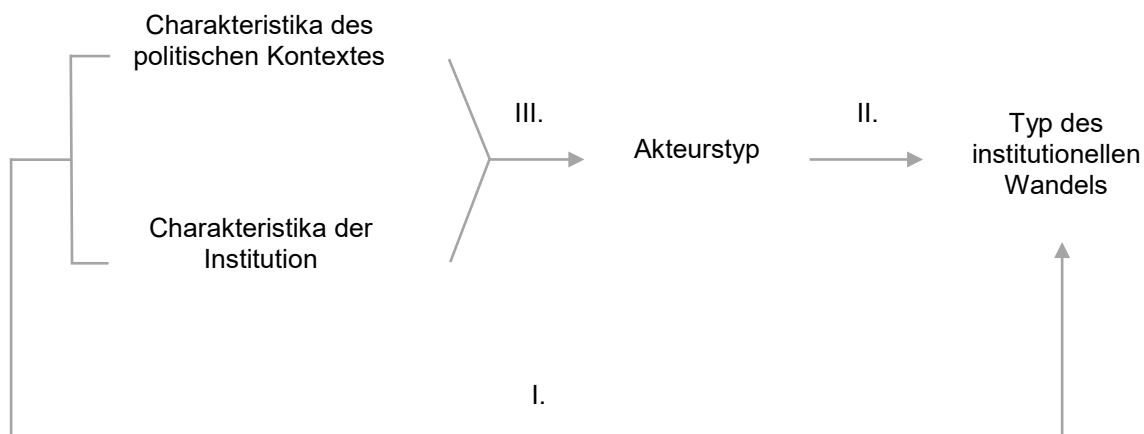 Charakteristika des
politischen Kontextes
III.
II.
Akteurstyp
Typ des
institutionellen
Wandels
Charakteristika der
Institution
I.